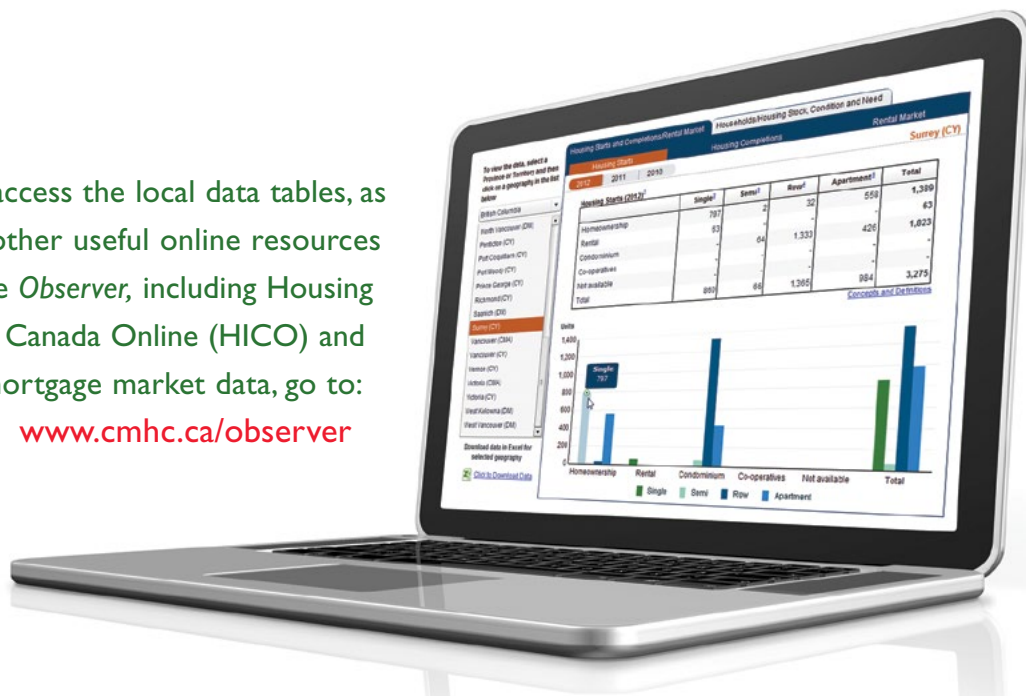 access the local data tables, as
other useful online resources
e Observer, including Housing
Canada Online (HICO) and
ortgage market data, go to:
www.cmhc.ca/observer
To view the data, select a
Province or Territory and then
click on a geography in the list
below
British Columbia
North Vancouver (DM)
Penticton (CY)
Port Coquitlam (CY)
Port Moody (CY)
Prince George (CY)
Richmond (CY)
Saanich (DM)
Surrey (CY)
Vancouver (CMA)
Vancouver (CY)
Vernon (CY)
Victoria (CMA)
Victoria (CY)
West Kelowna (DM)
West Vancouver (DM)
Download data in Excel for
selected geography
Click to Download Data
Housing Starts and Completions/Rental Market
Households/Housing Stock, Condition and Need
Housing Starts
Housing Completions
Rental Market
2012 2011 2010
Surrey (CY)
Housing Starts (2012) Single Semi Row Apartment Total
Homeownership 797 2 32 558 1,389
Rental 63 - - - 63
Condominium - 64 1,333 426 1,823
Co-operatives - - - - -
Not available - - - - -
Total 860 66 1,365 984 3,275
Concepts and Definitions
Units
1,400
1,200
1,000
800
600
400
200
0
Single
797
Homeownership Rental Condominium Co-operatives Not available Total
Single Semi Row Apartment